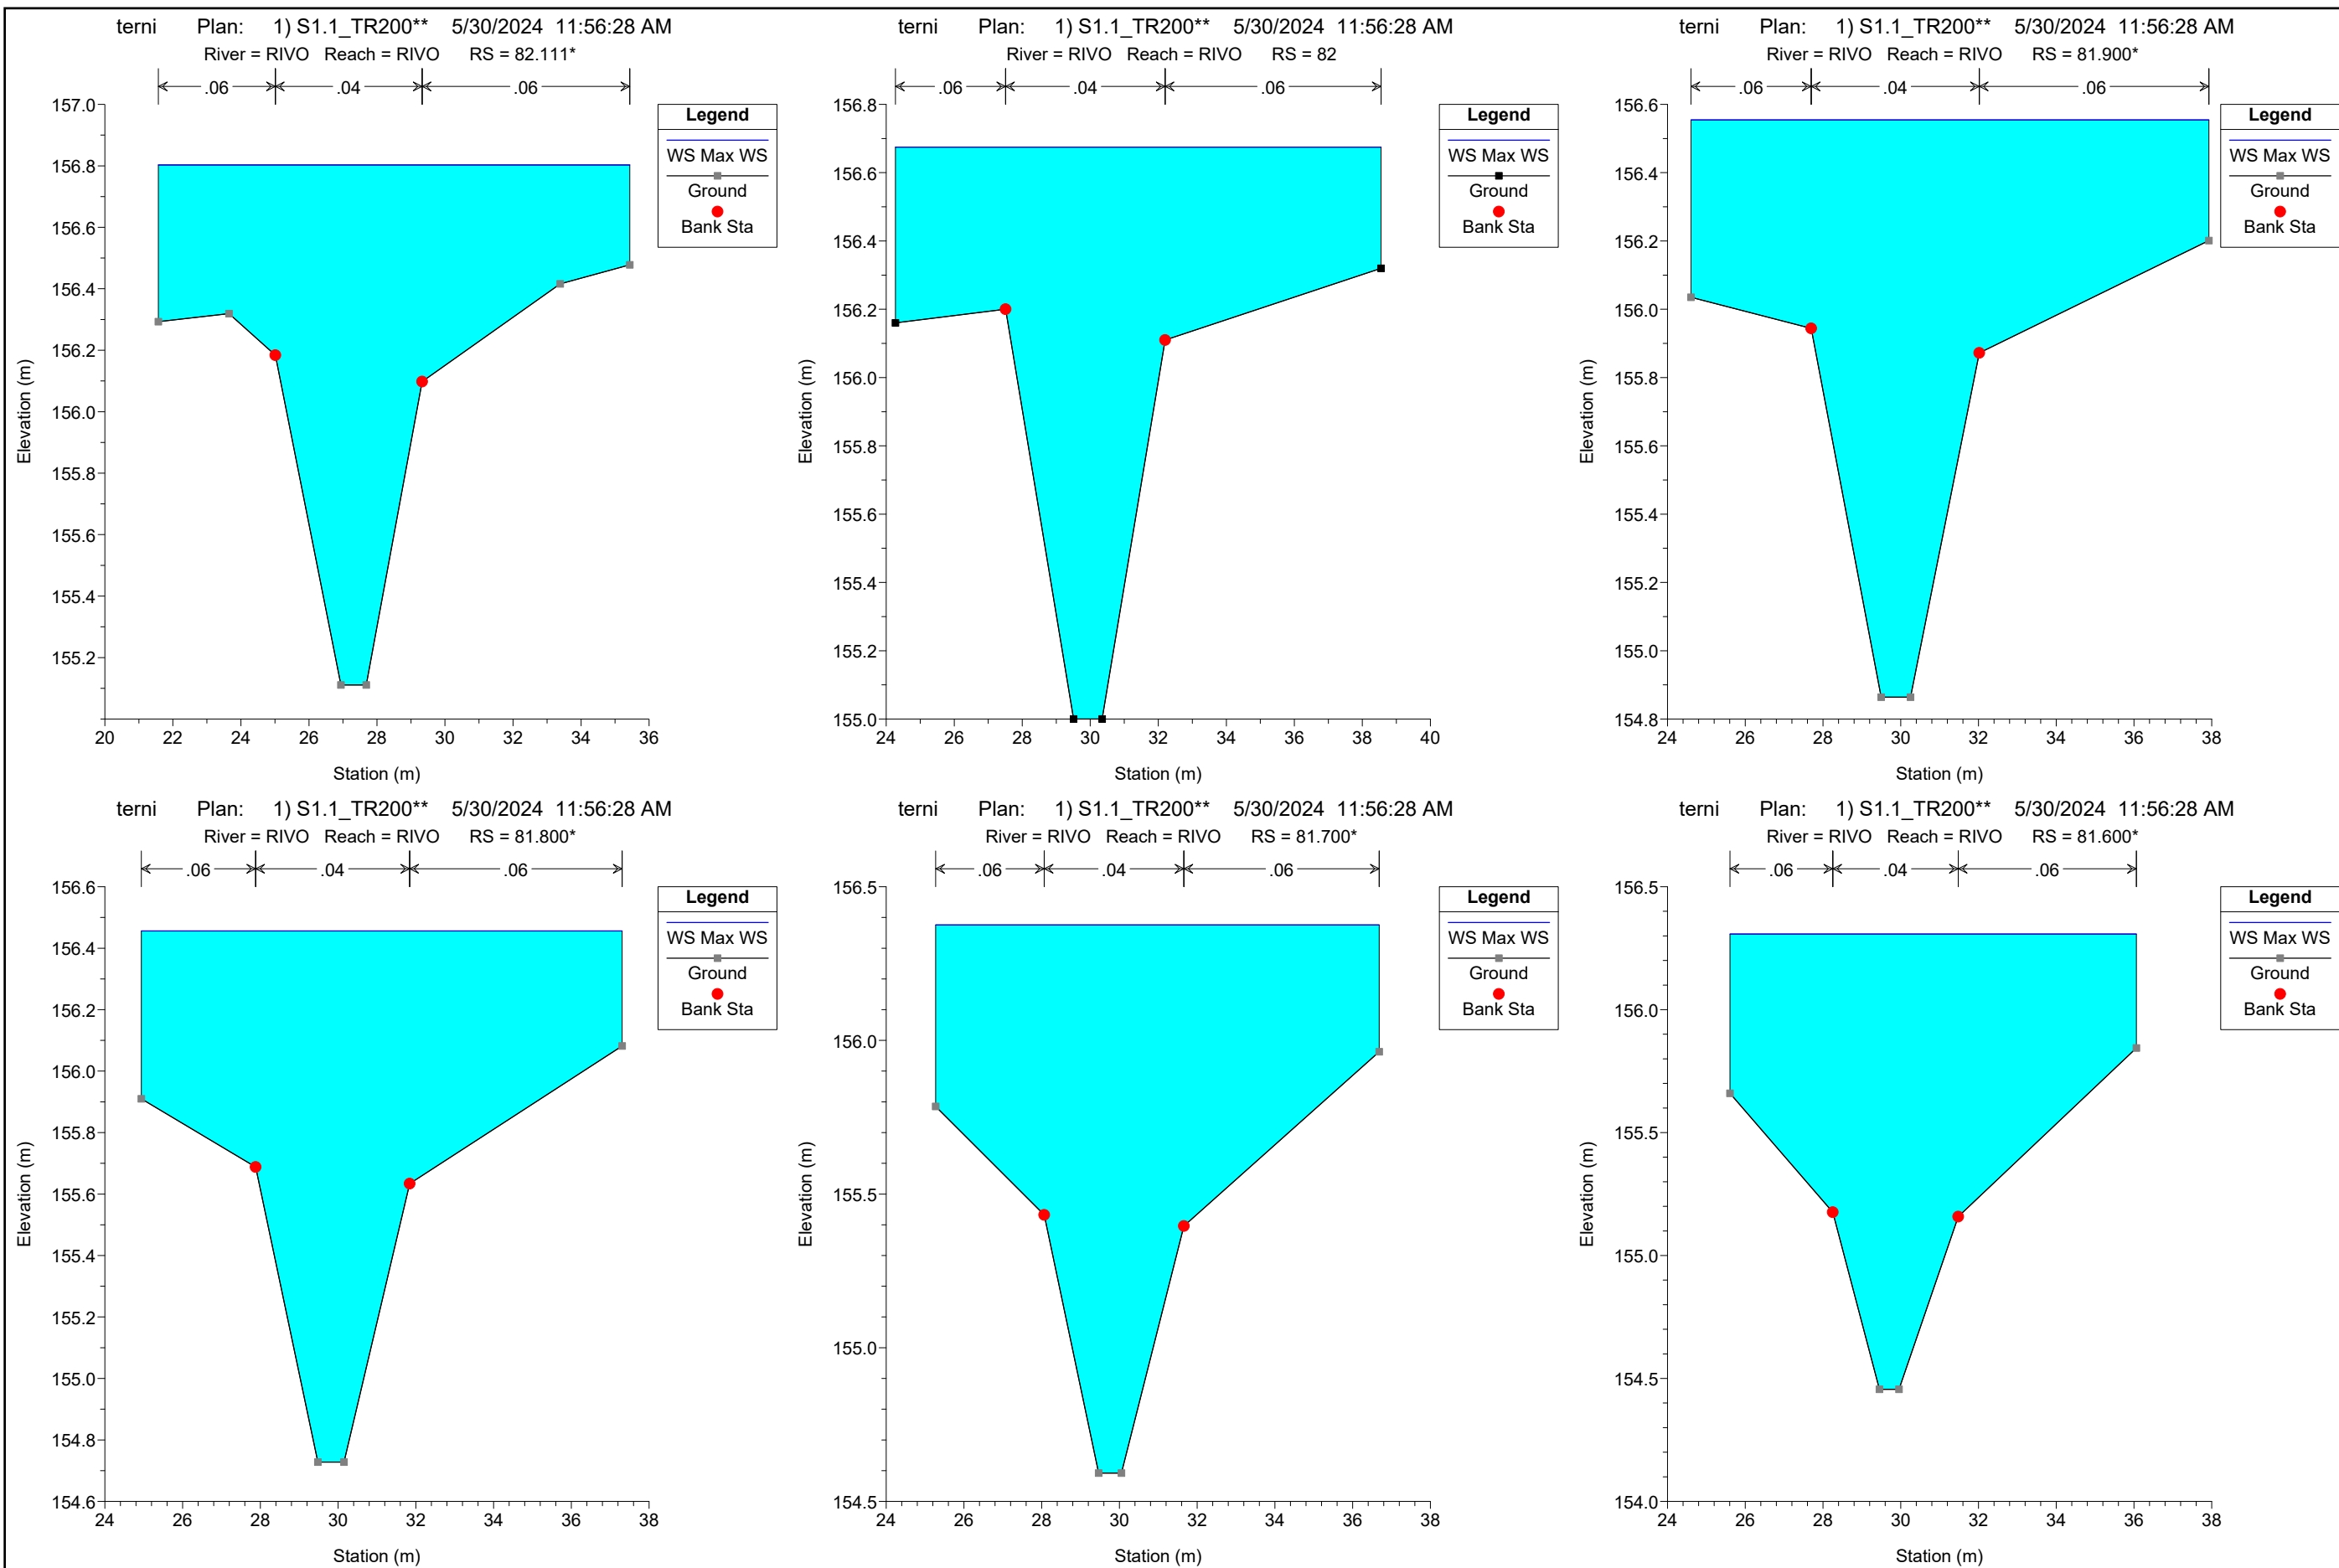 terni Plan: 1) S1.1_TR200** 5/30/2024 11:56:28 AM
River = RIVO Reach = RIVO RS = 82.111*
.06 .04 .06
157.0
156.8
156.6
156.4
156.2
156.0
155.8
155.6
155.4
155.2
Elevation (m)
20 22 24 26 28 30 32 34 36
Station (m)
Legend
WS Max WS
Ground
Bank Sta
terni Plan: 1) S1.1_TR200** 5/30/2024 11:56:28 AM
River = RIVO Reach = RIVO RS = 82
.06 .04 .06
156.8
156.6
156.4
156.2
156.0
155.8
155.6
155.4
155.2
155.0
Elevation (m)
24 26 28 30 32 34 36 38 40
Station (m)
Legend
WS Max WS
Ground
Bank Sta
terni Plan: 1) S1.1_TR200** 5/30/2024 11:56:28 AM
River = RIVO Reach = RIVO RS = 81.900*
.06 .04 .06
156.6
156.4
156.2
156.0
155.8
155.6
155.4
155.2
155.0
154.8
Elevation (m)
24 26 28 30 32 34 36 38
Station (m)
Legend
WS Max WS
Ground
Bank Sta
terni Plan: 1) S1.1_TR200** 5/30/2024 11:56:28 AM
River = RIVO Reach = RIVO RS = 81.800*
.06 .04 .06
156.6
156.4
156.2
156.0
155.8
155.6
155.4
155.2
155.0
154.8
154.6
Elevation (m)
24 26 28 30 32 34 36 38
Station (m)
Legend
WS Max WS
Ground
Bank Sta
terni Plan: 1) S1.1_TR200** 5/30/2024 11:56:28 AM
River = RIVO Reach = RIVO RS = 81.700*
.06 .04 .06
156.5
156.0
155.5
155.0
154.5
Elevation (m)
24 26 28 30 32 34 36 38
Station (m)
Legend
WS Max WS
Ground
Bank Sta
terni Plan: 1) S1.1_TR200** 5/30/2024 11:56:28 AM
River = RIVO Reach = RIVO RS = 81.600*
.06 .04 .06
156.5
156.0
155.5
155.0
154.5
154.0
Elevation (m)
24 26 28 30 32 34 36 38
Station (m)
Legend
WS Max WS
Ground
Bank Sta